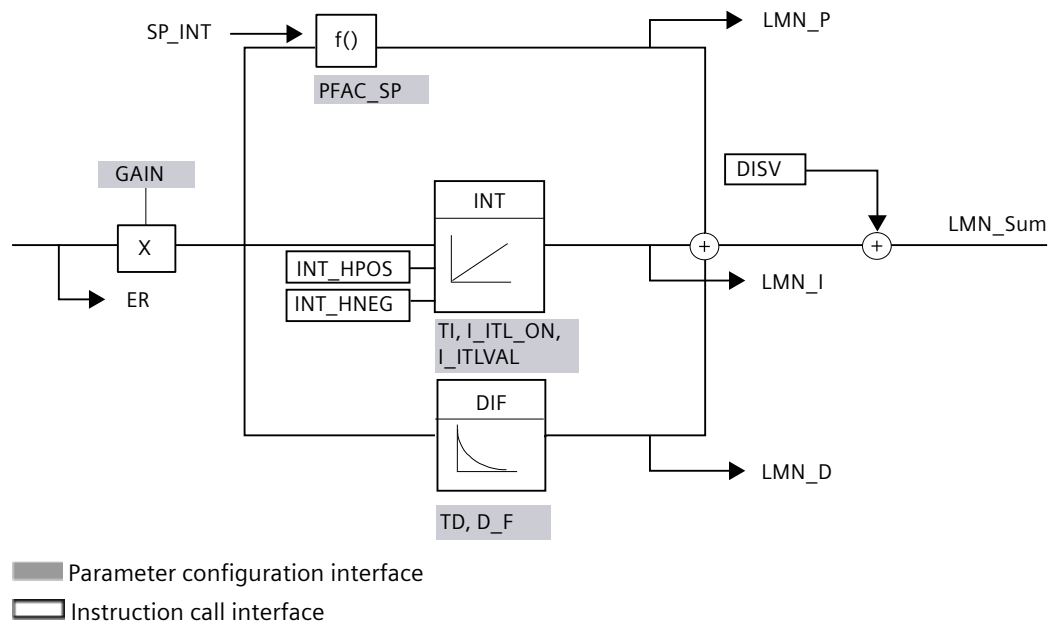 SP_INT
f()
LMN_P
PFAC_SP
GAIN
INT
DISV
X
INT_HPOS
INT_HNEG
+
+
LMN_Sum
ER
LMN_I
TI, I_ITL_ON,
I_ITLVAL
DIF
LMN_D
TD, D_F
Parameter configuration interface
Instruction call interface